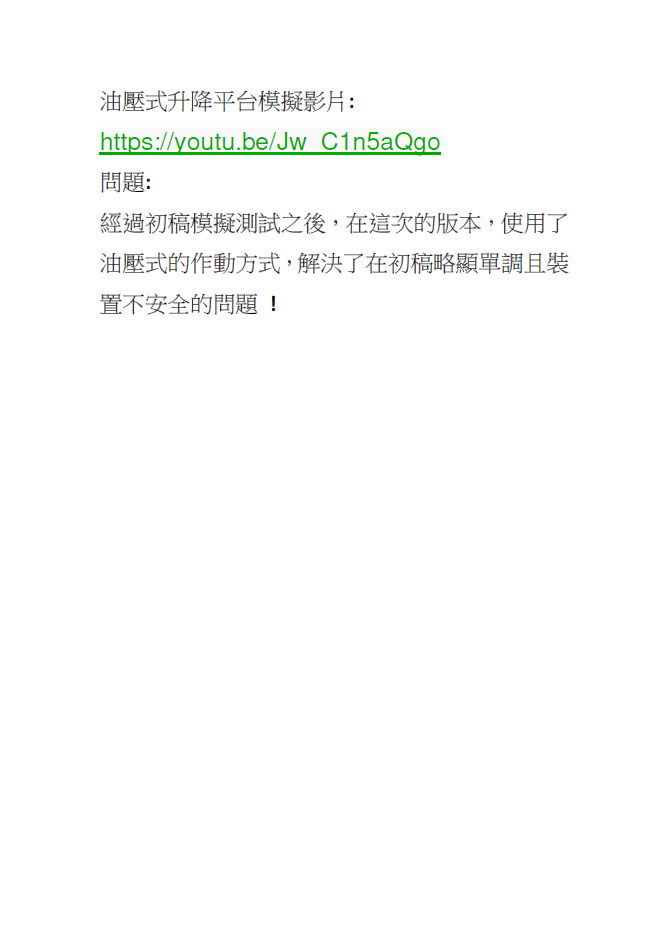 油壓式升降平台模擬影片:
https://youtu.be/Jw_C1n5aQgo
問題:
經過初稿模擬測試之後，在這次的版本，使用了
油壓式的作動方式，解決了在初稿略顯單調且裝
置不安全的問題 !